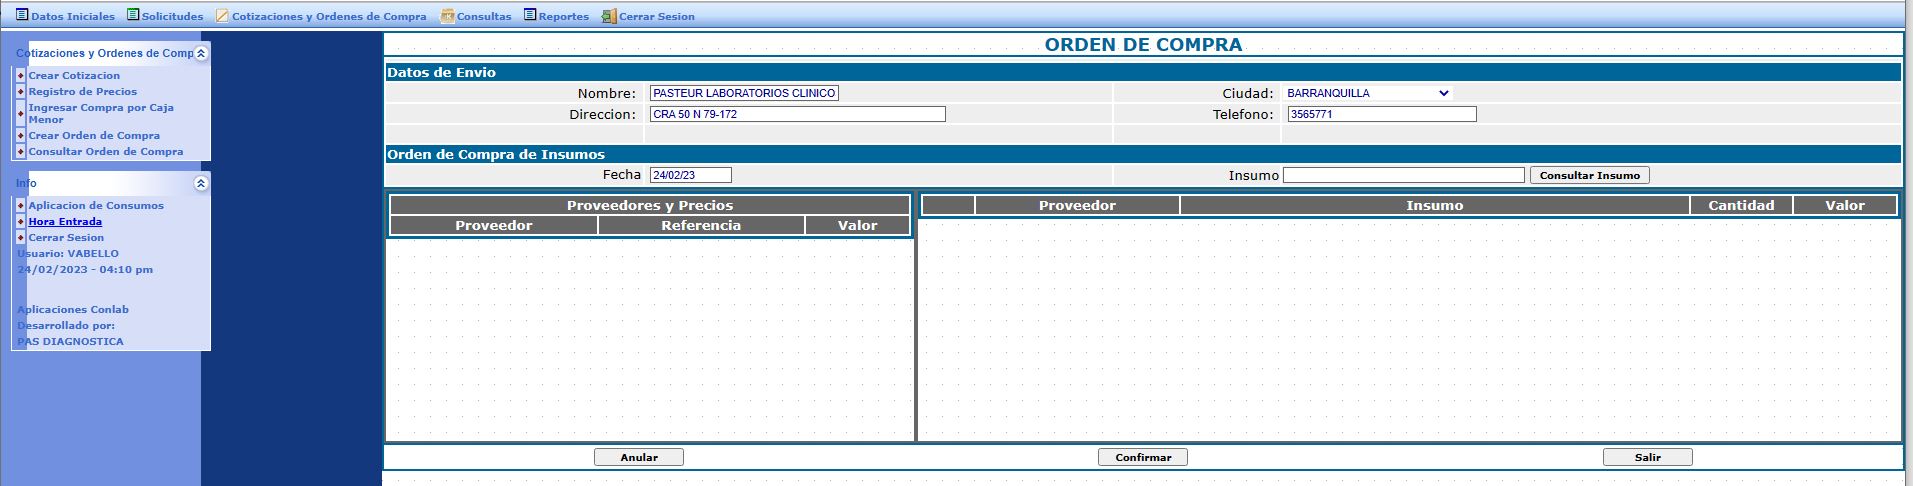 Datos Iniciales Solicitudes Cotizaciones y Ordenes de Compra Consultas Reportes Cerrar Sesion
Cotizaciones y Ordenes de Comp
Crear Cotizacion
Registro de Precios
Ingresar Compra por Caja
Menor
Crear Orden de Compra
Consultar Orden de Compra
Info
Aplicacion de Consumos
Hora Entrada
Cerrar Sesion
Usuario: VABELLO
24/02/2023 - 04:10 pm
Aplicaciones Conlab
Desarrollado por:
PAS DIAGNOSTICA
ORDEN DE COMPRA
Datos de Envio
Nombre: PASTEUR LABORATORIOS CLINICO Ciudad: BARRANQUILLA
Direccion: CRA 50 N 79-172 Telefono: 3565771
Orden de Compra de Insumos
Fecha 24/02/23 Insumo Consultar Insumo
Proveedores y Precios
Proveedor Referencia Valor
Proveedor Insumo Cantidad Valor
Anular Confirmar Salir